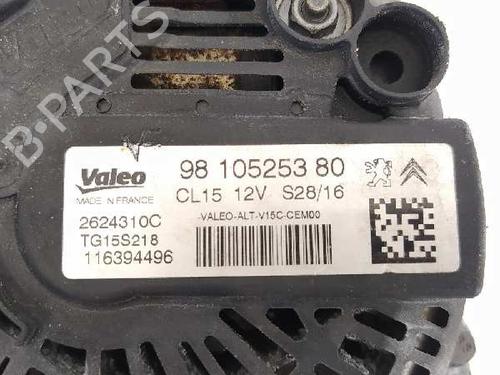 B-PARTS
Valeo
MADE IN FRANCE
98 105253 80
CL15 12V S28/16
-VALEO-ALT-V15C-CEM00
2624310C
TG15S218
116394496